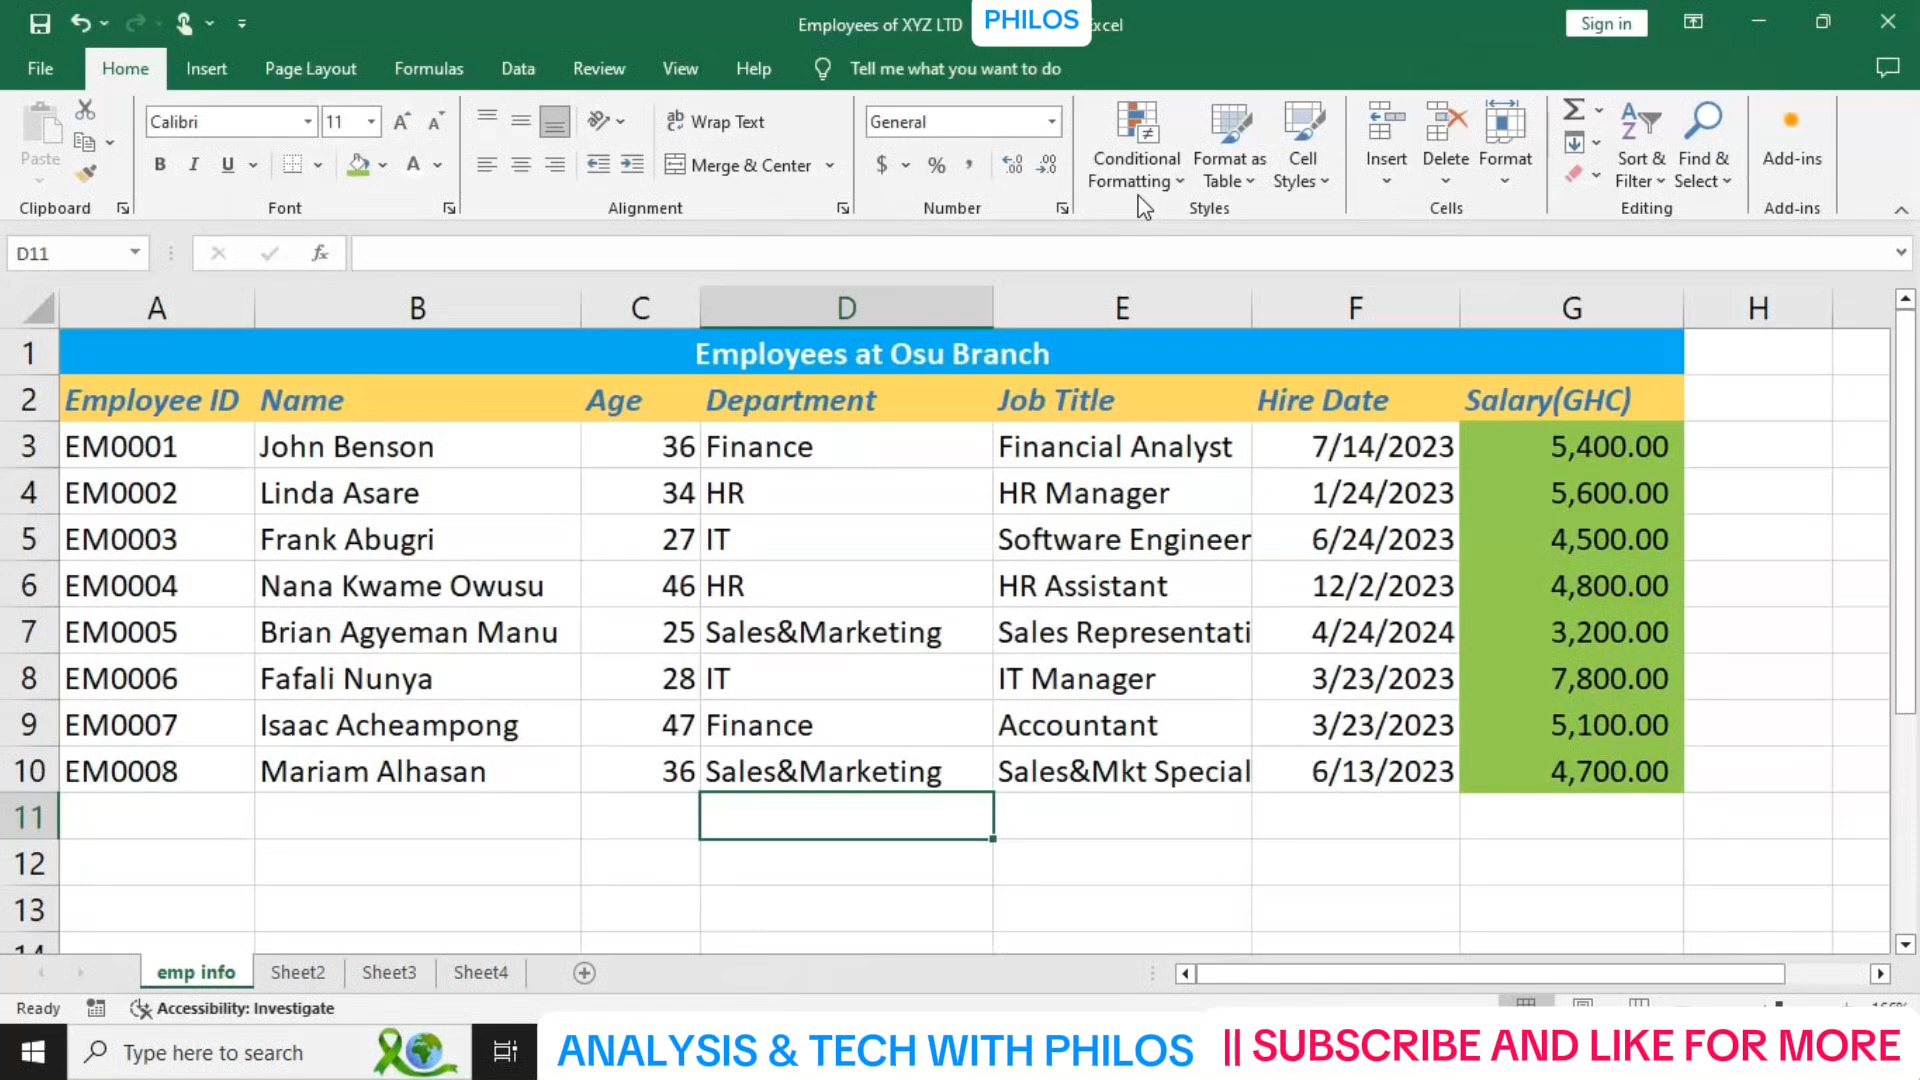 Employees of XYZ LTD PHILOS xcel Sign in
File Home Insert Page Layout Formulas Data Review View Help Tell me what you want to do
Paste Calibri 11 Wrap Text General Conditional Formatting Format as Table Cell Styles Insert Delete Format Sort & Filter Find & Select Add-ins
B I U A Merge & Center $ % ,
Clipboard Font Alignment Number Styles Cells Editing Add-ins
D11 fx
A B C D E F G H
1 Employees at Osu Branch
2 Employee ID Name Age Department Job Title Hire Date Salary(GHC)
3 EM0001 John Benson 36 Finance Financial Analyst 7/14/2023 5,400.00
4 EM0002 Linda Asare 34 HR HR Manager 1/24/2023 5,600.00
5 EM0003 Frank Abugri 27 IT Software Engineer 6/24/2023 4,500.00
6 EM0004 Nana Kwame Owusu 46 HR HR Assistant 12/2/2023 4,800.00
7 EM0005 Brian Agyeman Manu 25 Sales&Marketing Sales Representati 4/24/2024 3,200.00
8 EM0006 Fafali Nunya 28 IT IT Manager 3/23/2023 7,800.00
9 EM0007 Isaac Acheampong 47 Finance Accountant 3/23/2023 5,100.00
10 EM0008 Mariam Alhasan 36 Sales&Marketing Sales&Mkt Special 6/13/2023 4,700.00
11
12
13
emp info Sheet2 Sheet3 Sheet4
Ready Accessibility: Investigate
Type here to search ANALYSIS & TECH WITH PHILOS || SUBSCRIBE AND LIKE FOR MORE